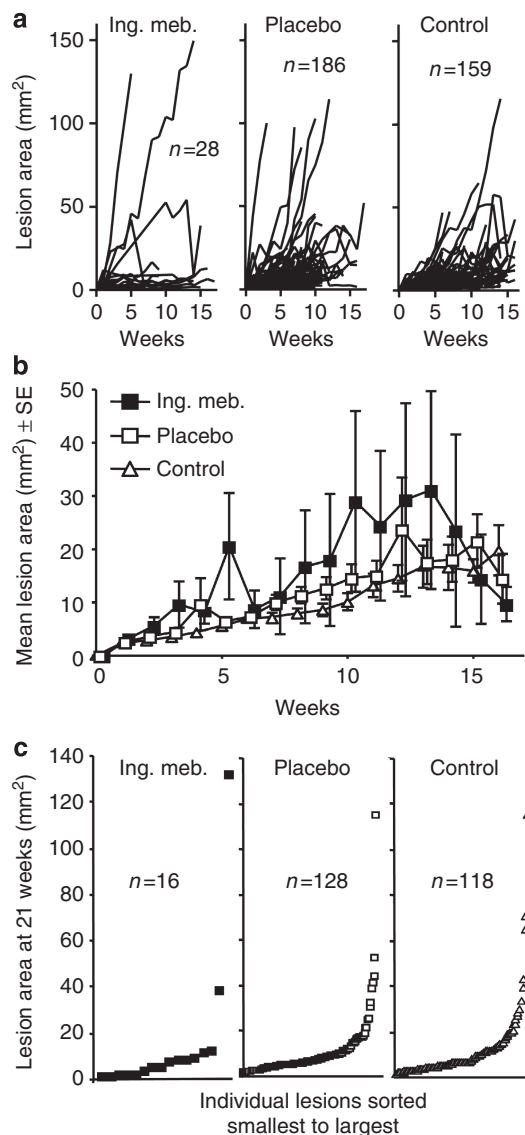 a
Ing. meb. Placebo Control
150
100
50
0
Lesion area (mm²)
n=28
n=186
n=159
0 5 10 15 0 5 10 15 0 5 10 15
Weeks Weeks Weeks
b
50
40
30
20
10
0
Mean lesion area (mm²) ± SE
Ing. meb.
Placebo
Control
0 5 10 15
Weeks
c
140
120
100
80
60
40
20
0
Lesion area at 21 weeks (mm²)
Ing. meb. Placebo Control
n=16 n=128 n=118
Individual lesions sorted
smallest to largest